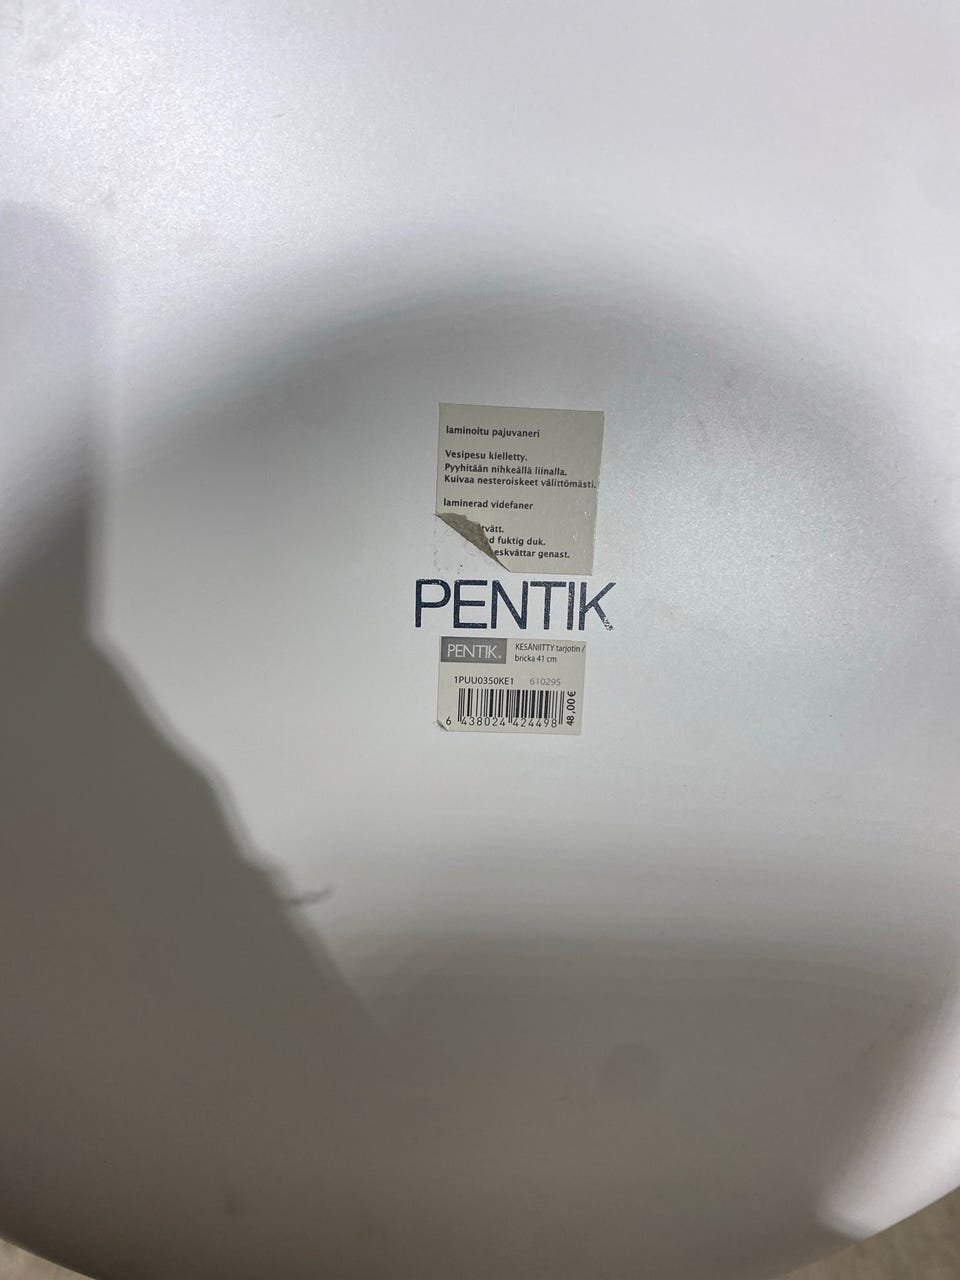 laminoitu pajuvaneri
Vesipesu kielletty.
Pyyhitään nihkeällä liinalla.
Kuivaa nesteroiskeet välittömästi.
laminerad videfaner
tvätt.
fuktig duk.
genast.
PENTIK
PENTIK®
KESÄNIITTY tarjotin /
bricka 41 cm
1PUU0350KE1 610295
6 438024 424498
48,00€